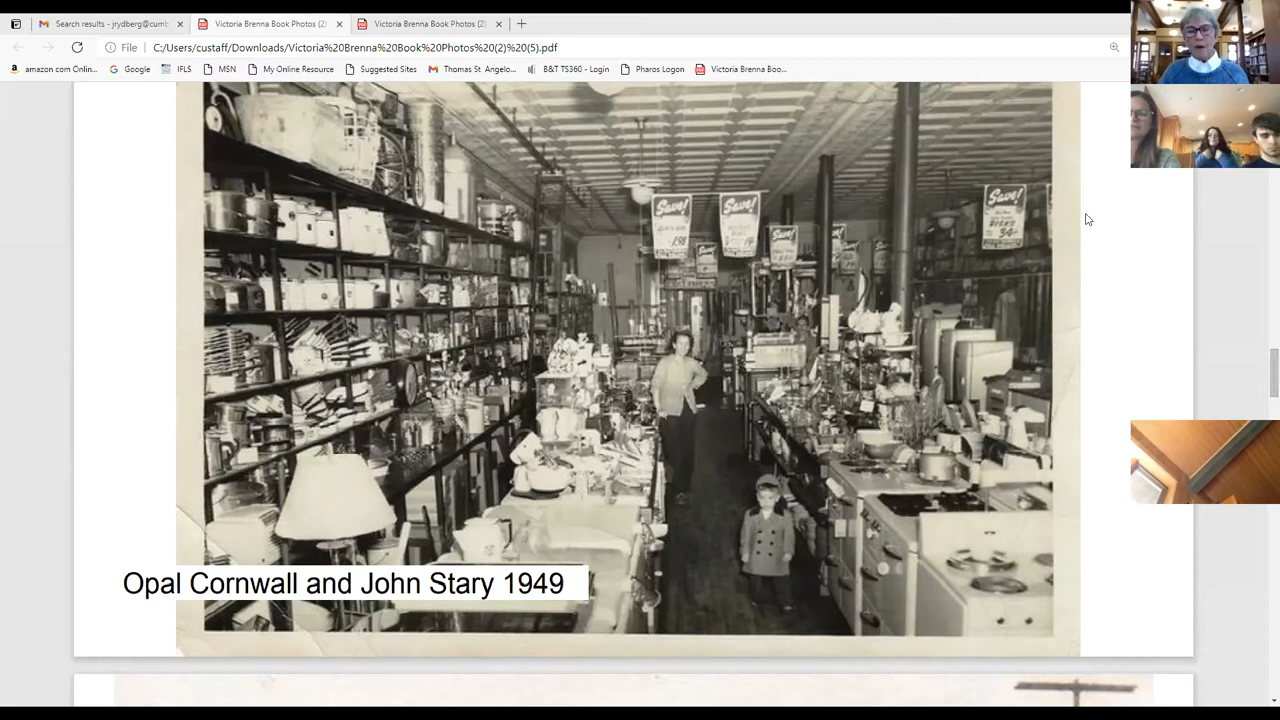 Search results - jrydberg@cumb
Victoria Brenna Book Photos (2)
Victoria Brenna Book Photos (2)
File
C:/Users/custaff/Downloads/Victoria%20Brenna%20Book%20Photos%20(2)%20(5).pdf
amazon com Onlin...
Google
IFLS
MSN
My Online Resource
Suggested Sites
Thomas St. Angelo...
B&T TS360 - Login
Pharos Logon
Victoria Brenna Boo...
Save!
Save!
Save!
Opal Cornwall and John Stary 1949